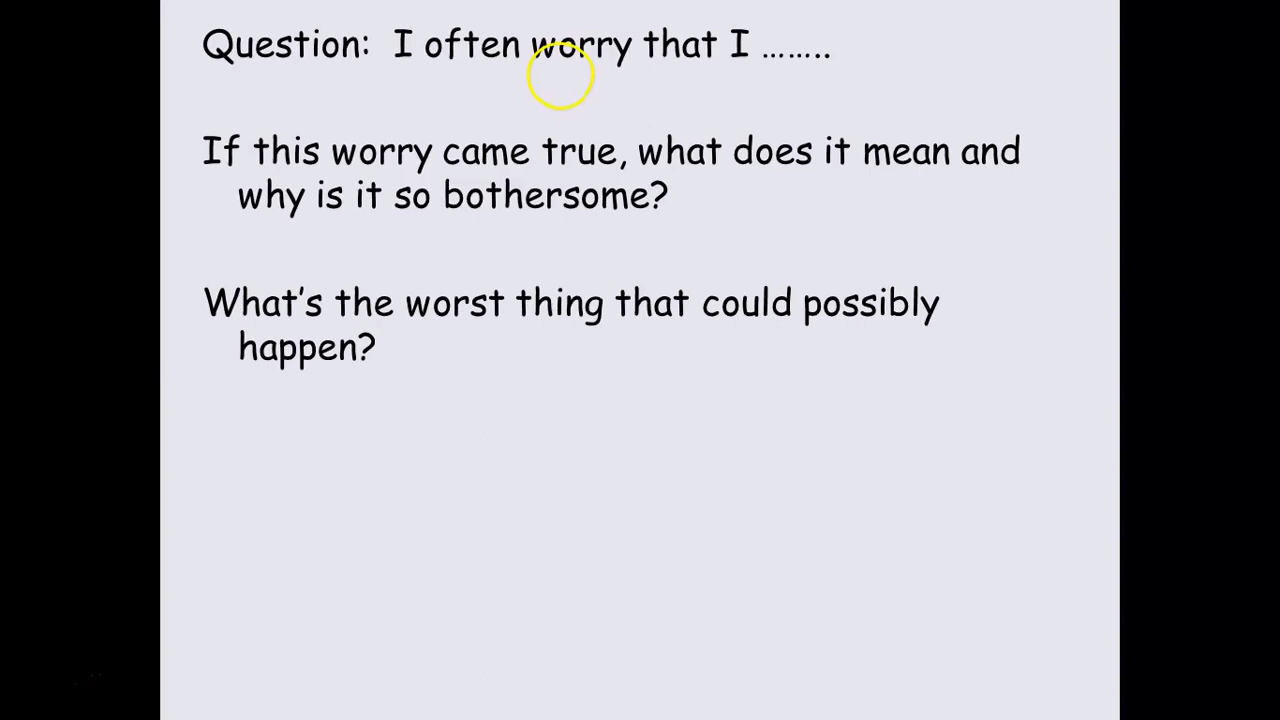 Question: I often worry that I ........
If this worry came true, what does it mean and
why is it so bothersome?
What's the worst thing that could possibly
happen?